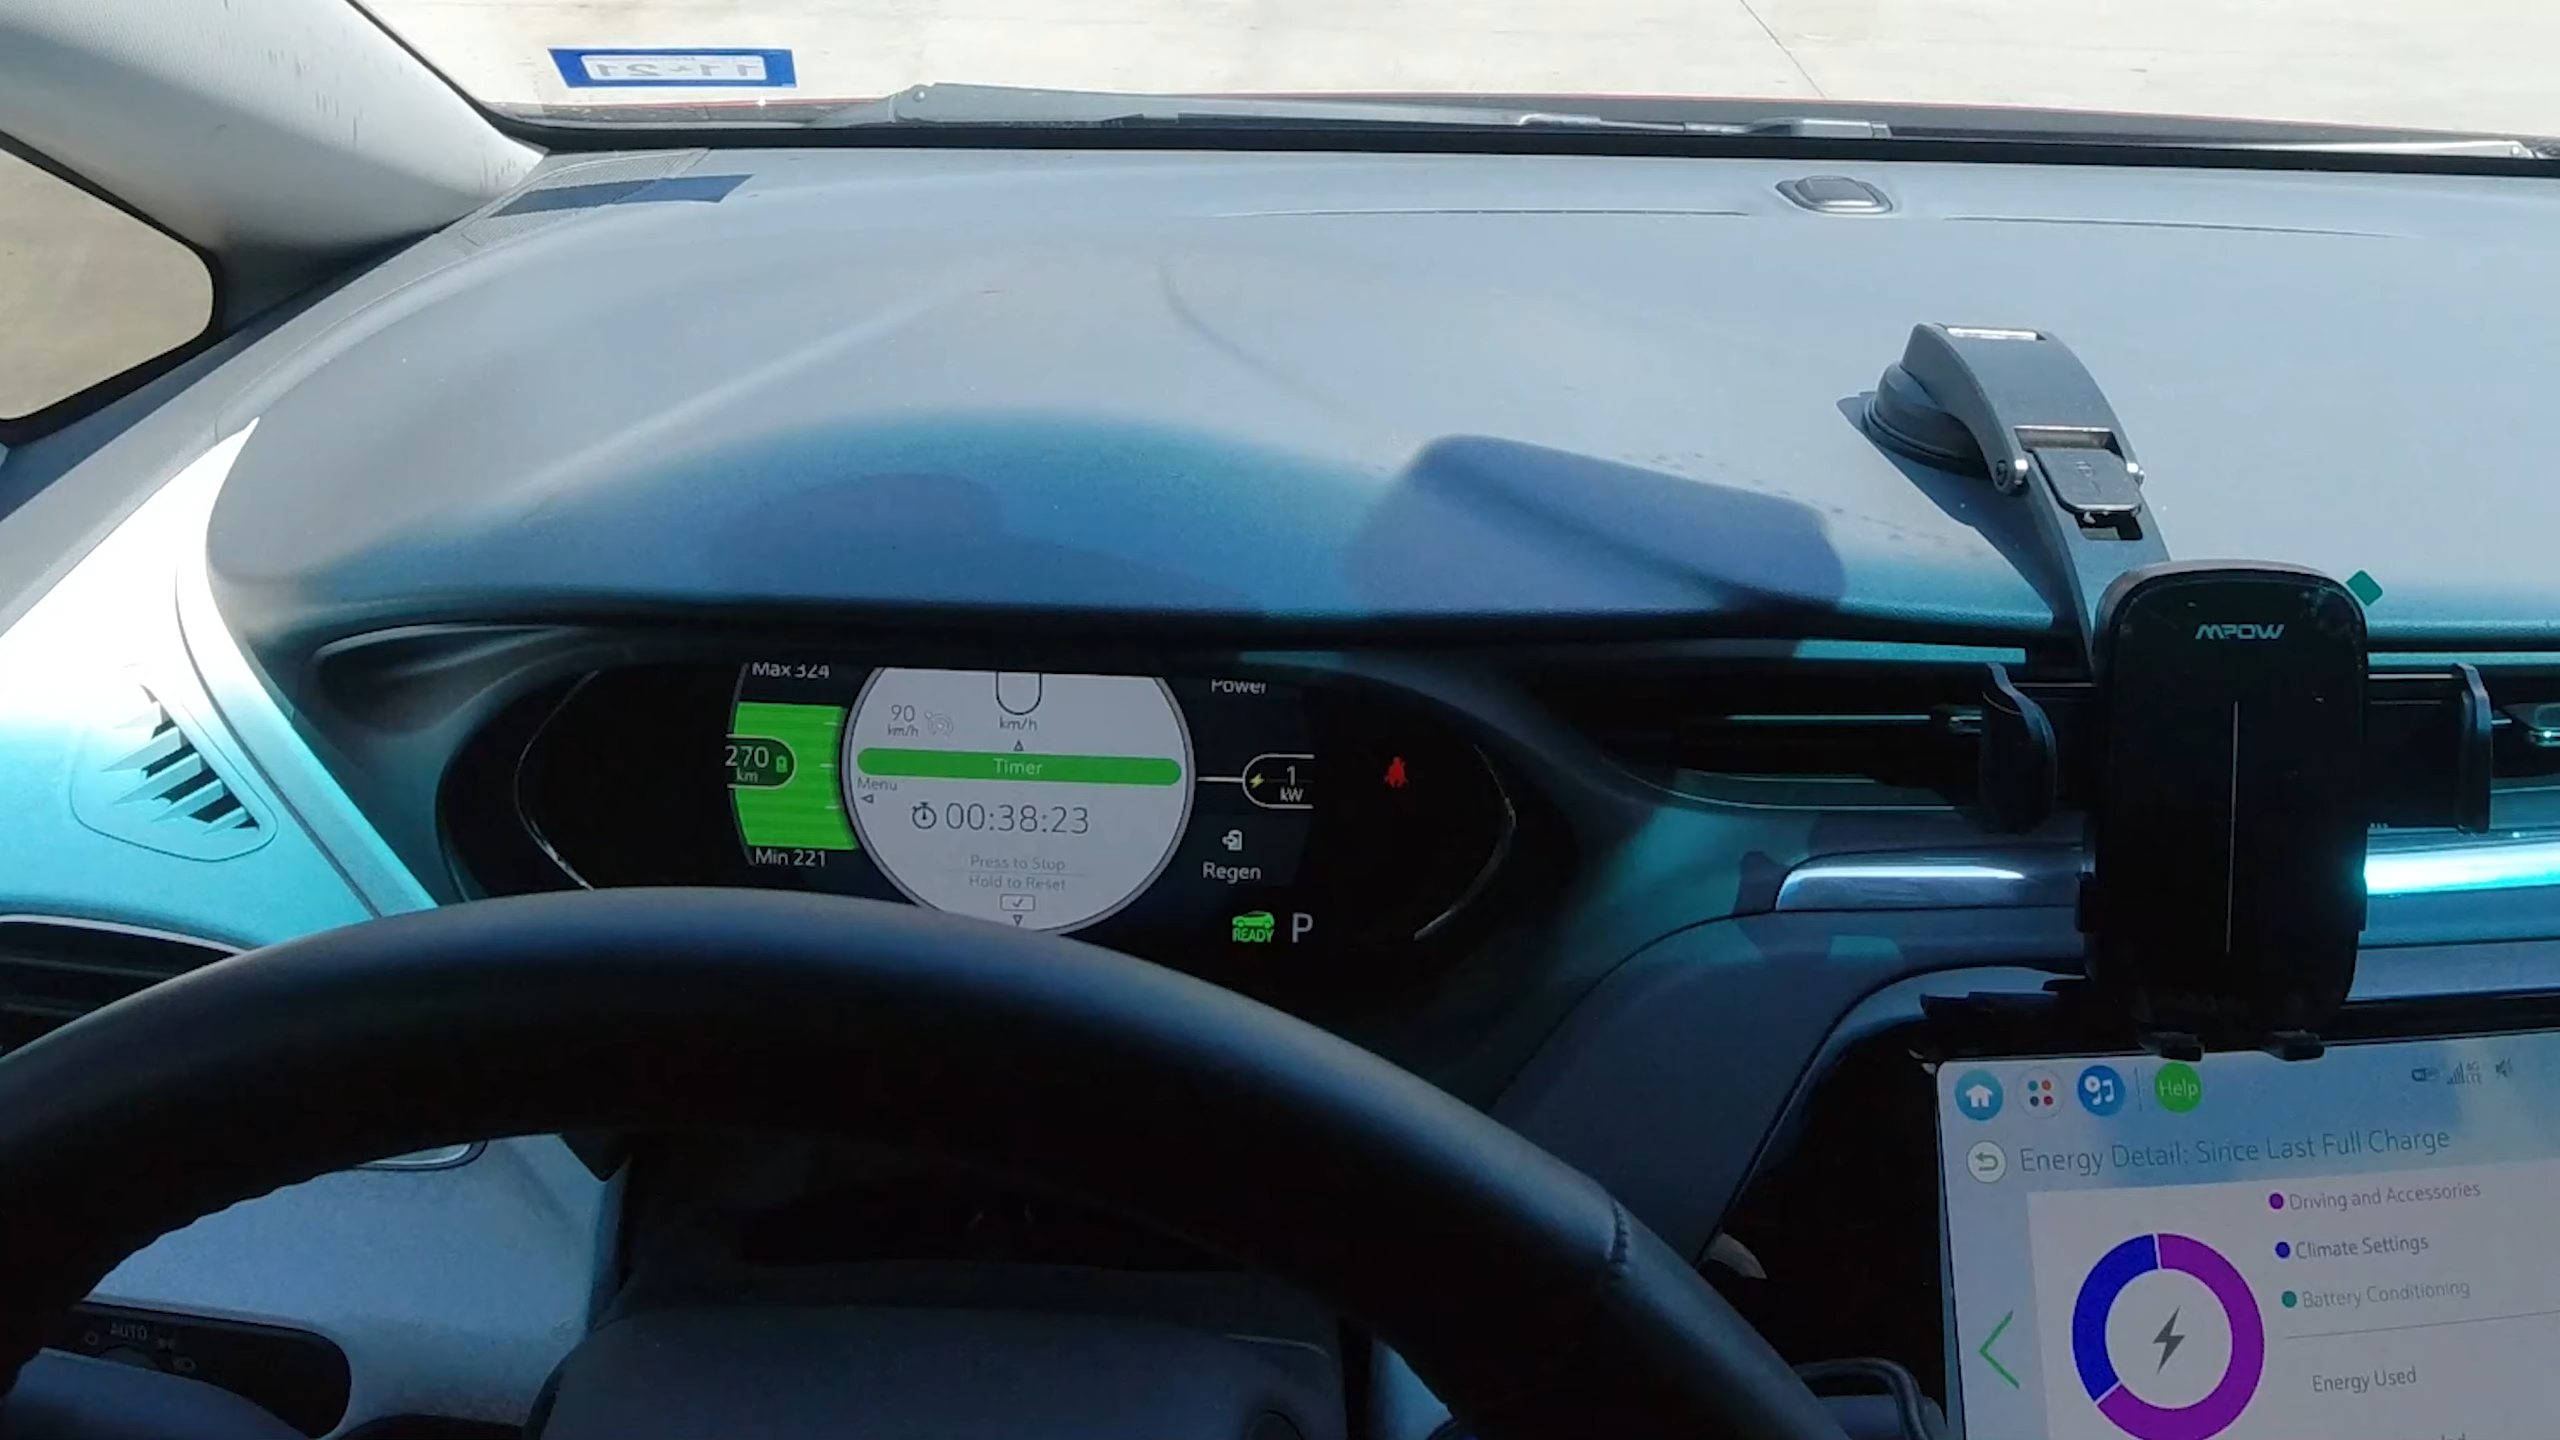 11-21
MPOW
Max 324
270
km
Min 221
90
km/h
km/h
Timer
Menu
00:38:23
Press to Stop
Hold to Reset
Power
1
kW
Regen
READY
P
Help
Energy Detail: Since Last Full Charge
Driving and Accessories
Climate Settings
Battery Conditioning
Energy Used
AUTO